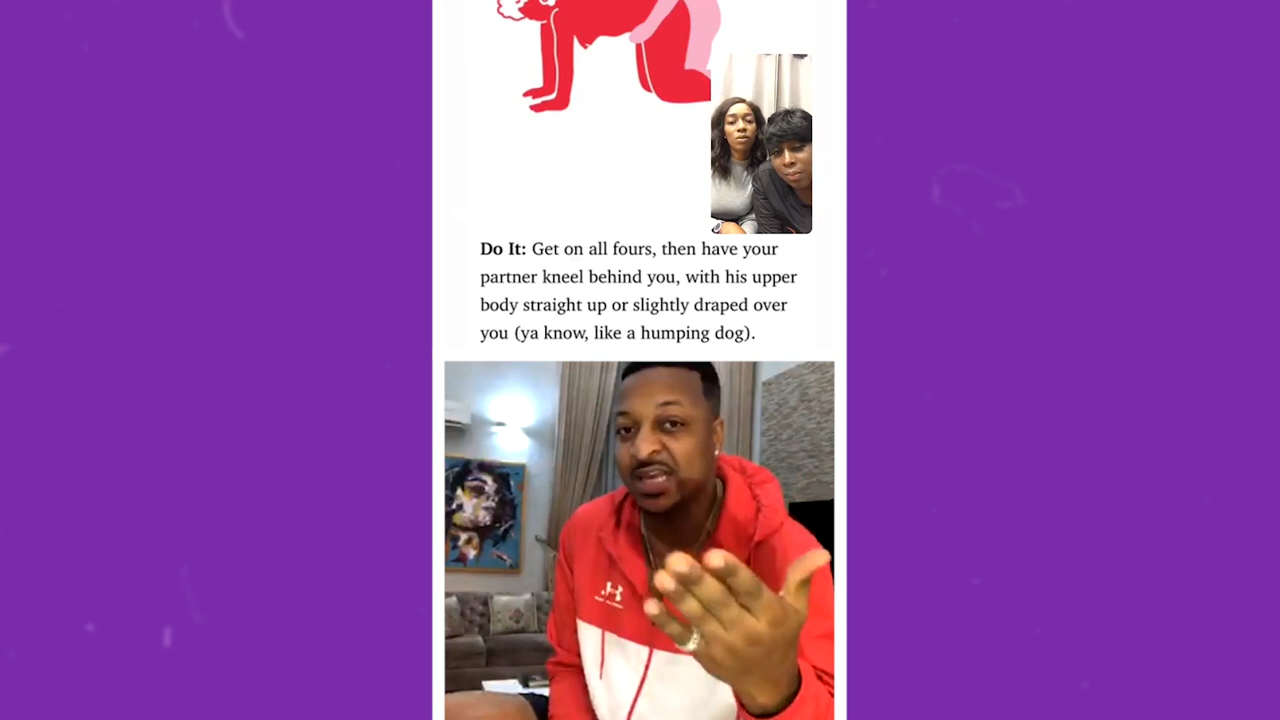 Do It: Get on all fours, then have your
partner kneel behind you, with his upper
body straight up or slightly draped over
you (ya know, like a humping dog).